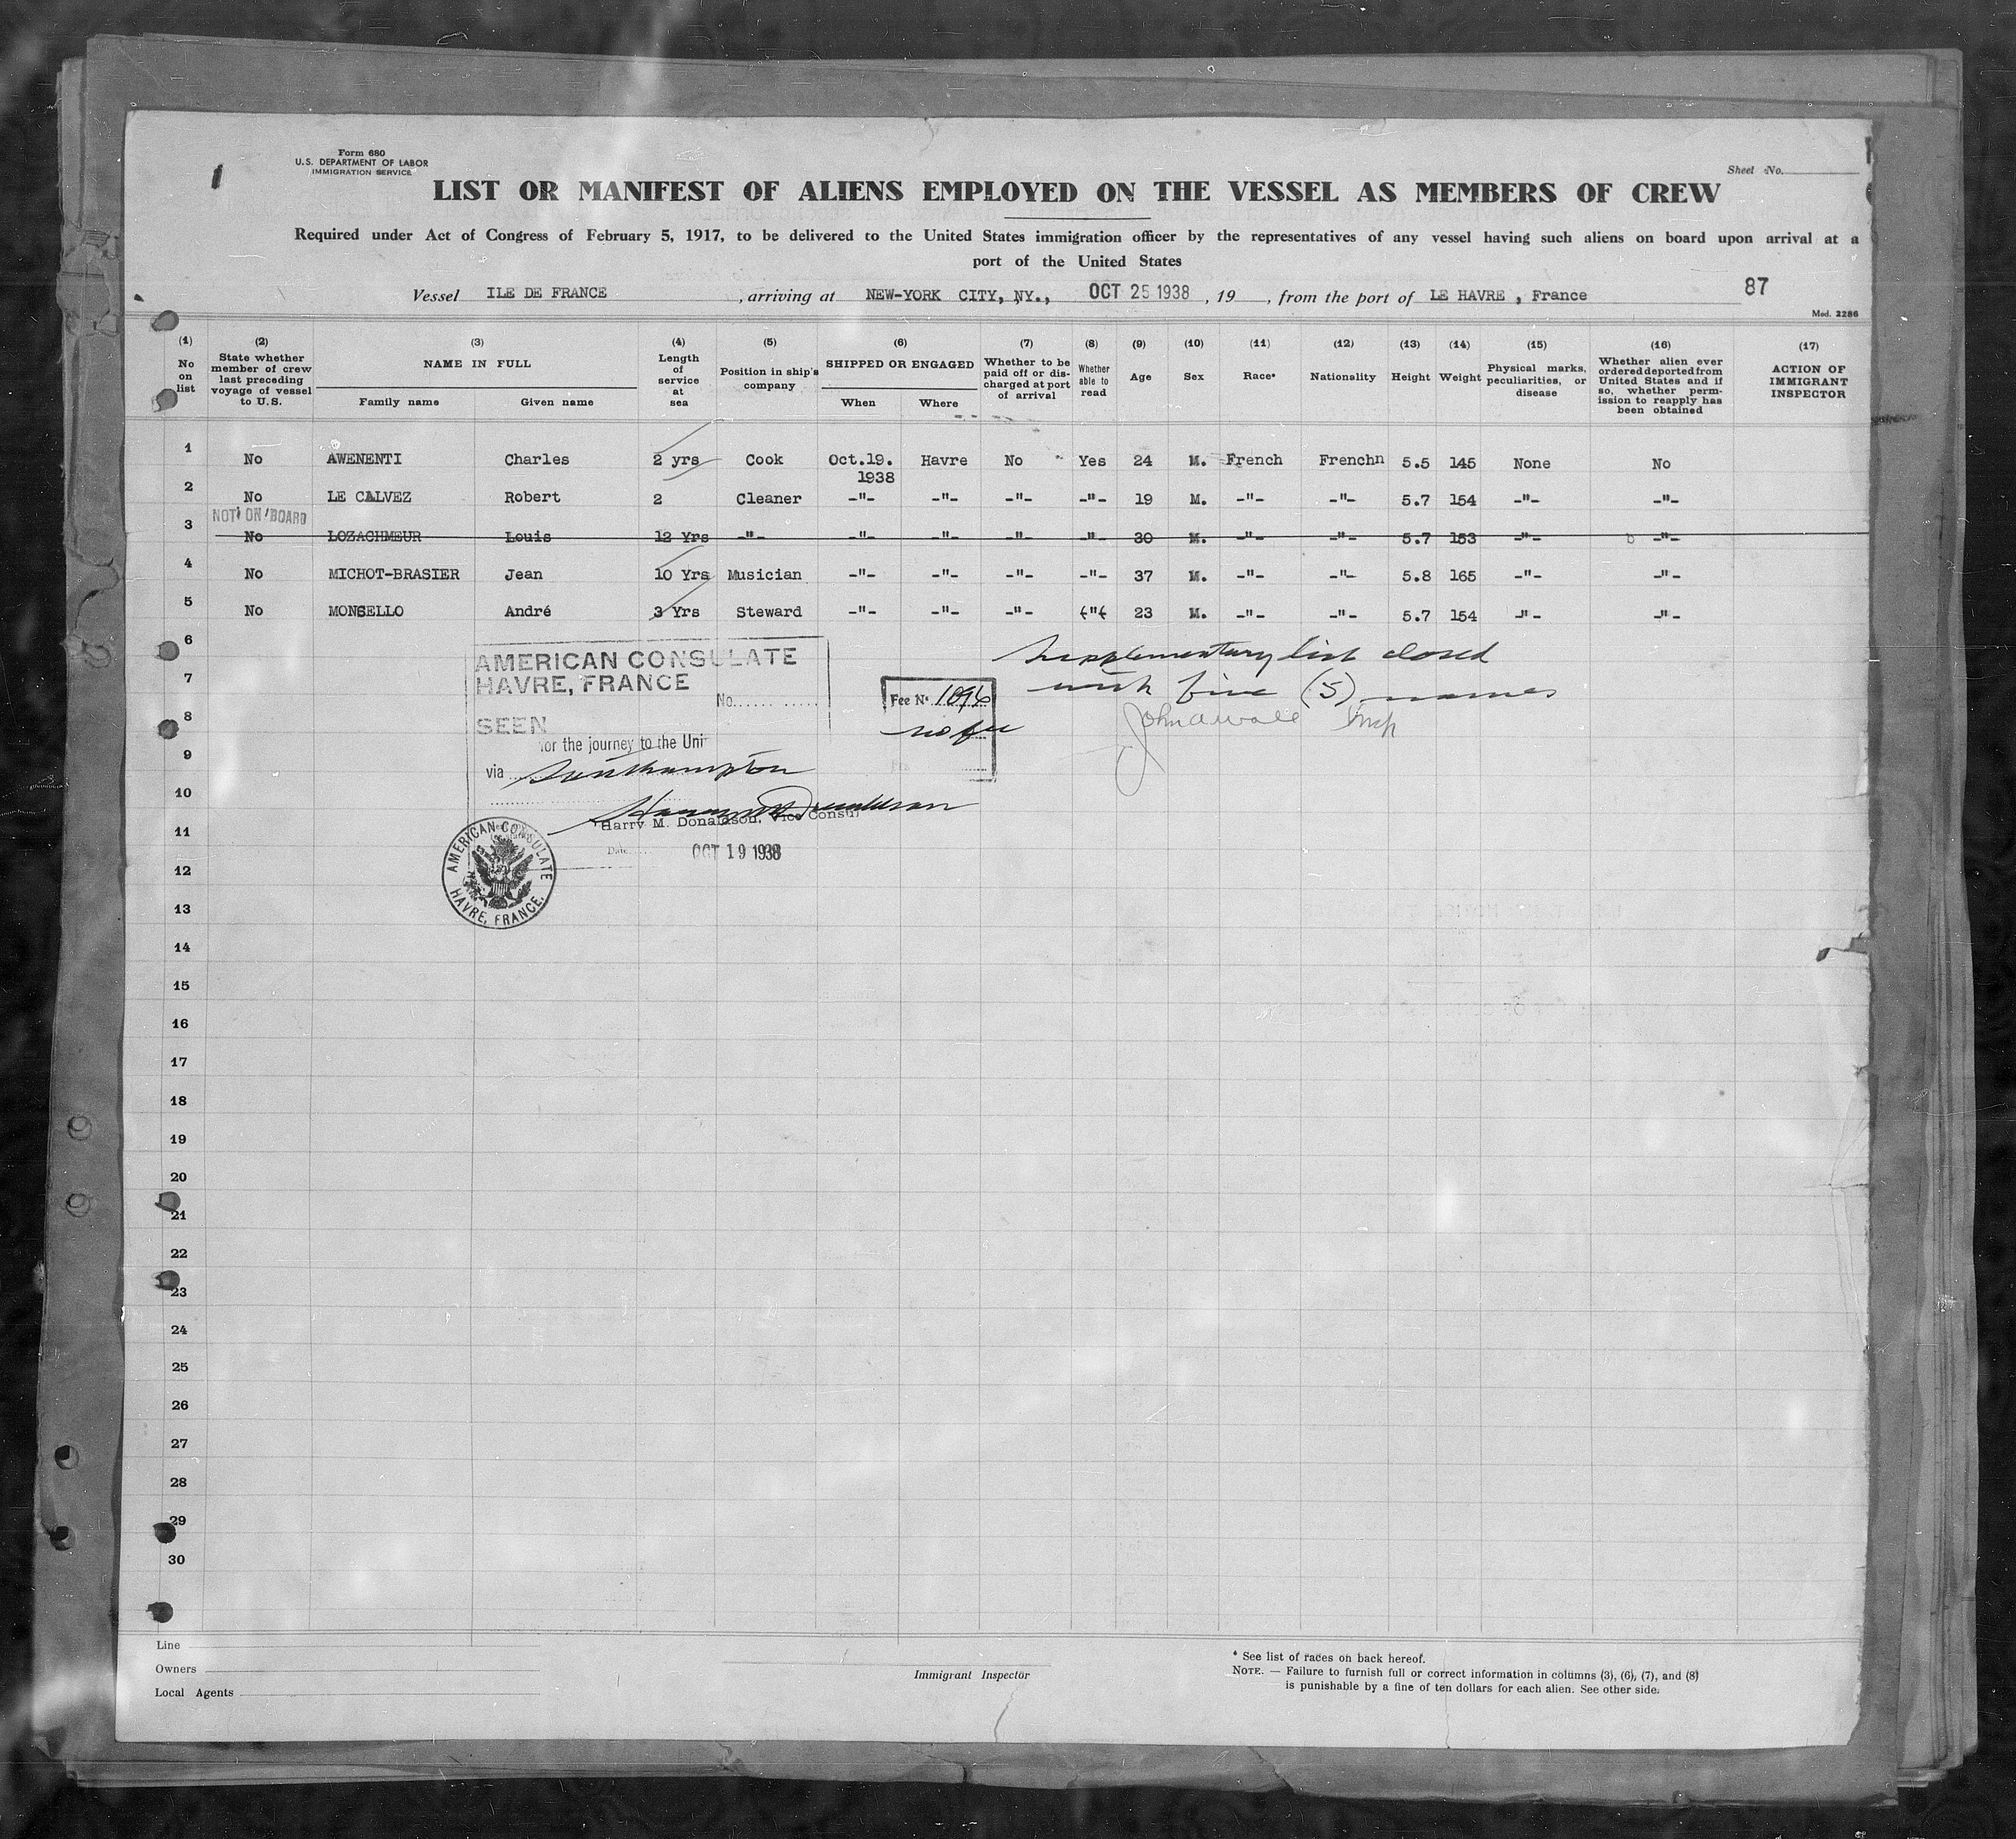 Form 680
U.S. DEPARTMENT OF LABOR
IMMIGRATION SERVICE
1
Sheet No.
LIST OR MANIFEST OF ALIENS EMPLOYED ON THE VESSEL AS MEMBERS OF CREW
Required under Act of Congress of February 5, 1917, to be delivered to the United States immigration officer by the representatives of any vessel having such aliens on board upon arrival at a
port of the United States
Vessel ILE DE FRANCE, arriving at NEW-YORK CITY, NY., OCT 25 1938, 19 , from the port of LE HAVRE , France 87
Mod. 2286
(1) No on list (2) State whether member of crew last preceding voyage of vessel to U.S. (3) NAME IN FULL Family name Given name (4) Length of service at sea (5) Position in ship's company (6) SHIPPED OR ENGAGED When Where (7) Whether to be paid off or discharged at port of arrival (8) Whether able to read (9) Age (10) Sex (11) Race* (12) Nationality (13) Height (14) Weight (15) Physical marks, peculiarities, or disease (16) Whether alien ever ordered deported from United States and if so, whether permission to reapply has been obtained (17) ACTION OF IMMIGRANT INSPECTOR
1 No AWENENTI Charles 2 yrs Cook Oct.19. 1938 Havre No Yes 24 M. French Frenchn 5.5 145 None No
2 No LE CALVEZ Robert 2 Cleaner -"- -"- -"- -"- 19 M. -"- -"- 5.7 154 -"- -"-
NOT ON BOARD
3 No LOZACHMEUR Louis 12 Yrs -"- -"- -"- -"- -"- 30 M. -"- -"- 5.7 153 -"- -"-
4 No MICHOT-BRASIER Jean 10 Yrs Musician -"- -"- -"- -"- 37 M. -"- -"- 5.8 165 -"- -"-
5 No MONSELLO André 3 Yrs Steward -"- -"- -"- ("( 23 M. -"- -"- 5.7 154 -"- -"-
6
7
8
9
10
11
12
13
14
15
16
17
18
19
20
21
22
23
24
25
26
27
28
29
30
AMERICAN CONSULATE
HAVRE, FRANCE
No.
SEEN
for the journey to the Uni
via Southampton
Harry M. Donaldson
Harry M. Donaldson, Vice Consul
Date OCT 19 1938
AMERICAN CONSULATE HAVRE, FRANCE.
Fee No. 1896
no fee
Supplementary list closed
with five (5) names
John A Wall Insp
Line
Owners
Local Agents
Immigrant Inspector
* See list of races on back hereof.
NOTE. — Failure to furnish full or correct information in columns (3), (6), (7), and (8)
is punishable by a fine of ten dollars for each alien. See other side.